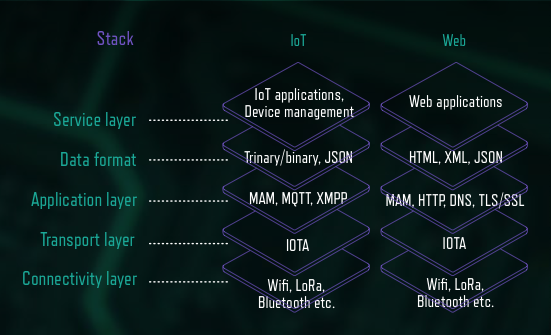 Stack
IoT
Web
Service layer
IoT applications,
Device management
Web applications
Data format
Trinary/binary, JSON
HTML, XML, JSON
Application layer
MAM, MQTT, XMPP
MAM, HTTP, DNS, TLS/SSL
Transport layer
IOTA
IOTA
Connectivity layer
Wifi, LoRa,
Bluetooth etc.
Wifi, LoRa,
Bluetooth etc.